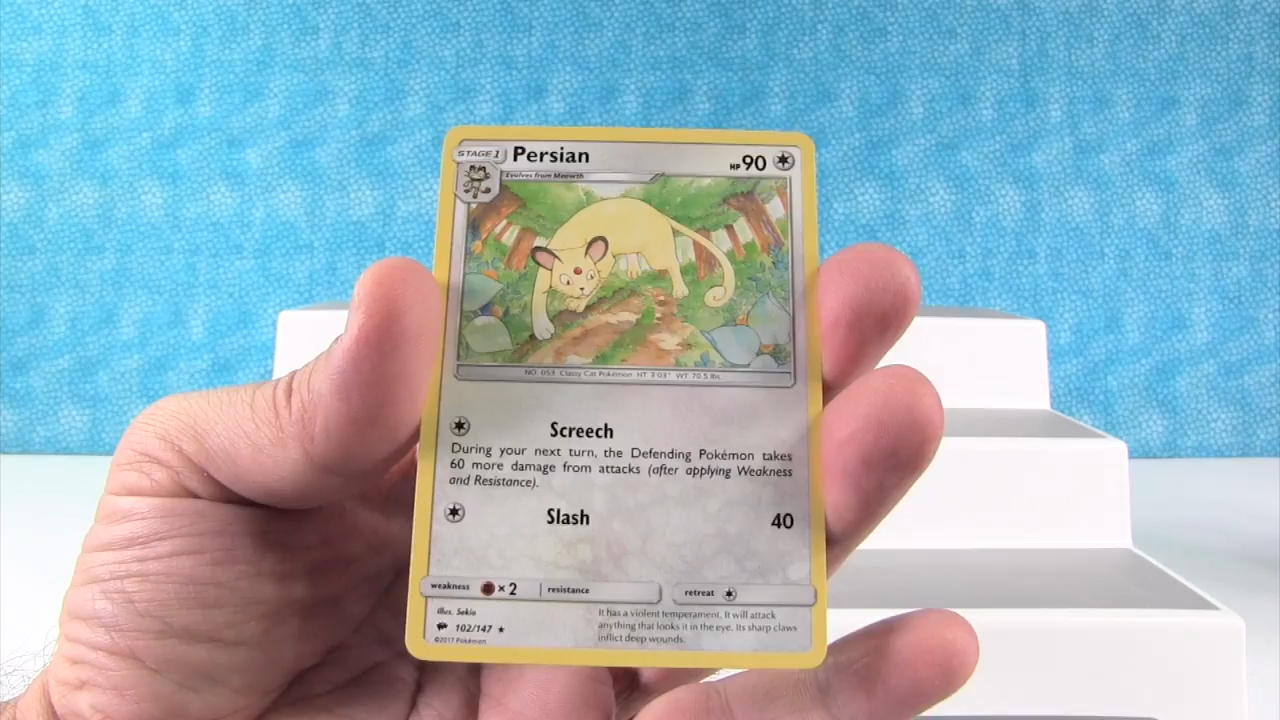 STAGE 1 Persian HP 90
Evolves from Meowth
NO. 053 Classy Cat Pokémon HT: 3'03" WT: 70.5 lbs.
Screech
During your next turn, the Defending Pokémon takes
60 more damage from attacks (after applying Weakness
and Resistance).
Slash 40
weakness × 2 resistance retreat
Illus. Sekio
102/147 ★
©2017 Pokémon
It has a violent temperament. It will attack
anything that looks it in the eye. Its sharp claws
inflict deep wounds.